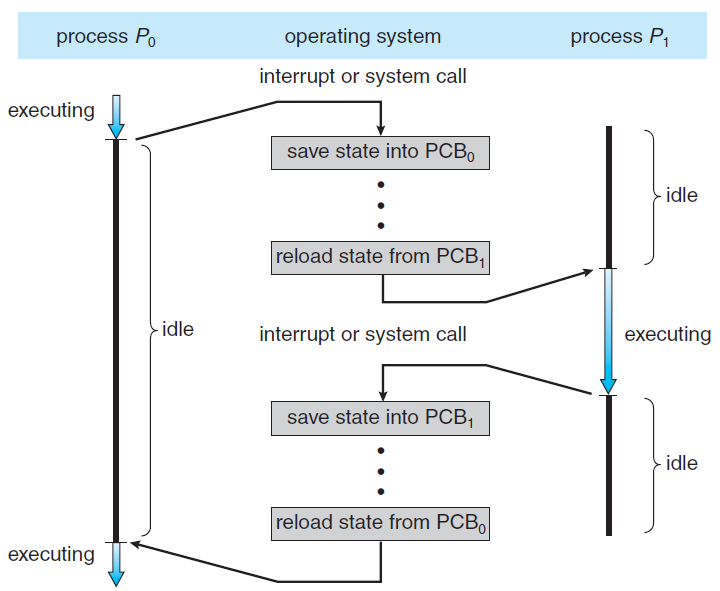 process P₀
operating system
process P₁
interrupt or system call
executing
save state into PCB₀
idle
reload state from PCB₁
idle
interrupt or system call
executing
save state into PCB₁
idle
reload state from PCB₀
executing